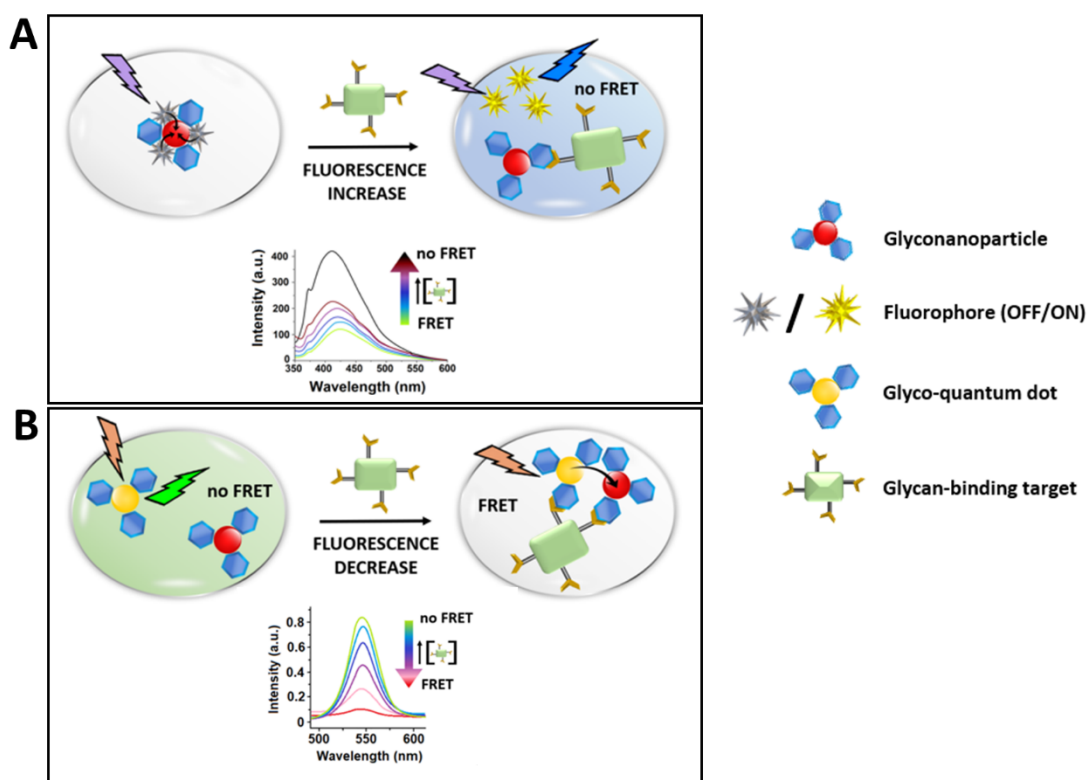 A
no FRET
FLUORESCENCE
INCREASE
Intensity (a.u.)
400
300
200
100
0
350
400
450
500
550
600
Wavelength (nm)
no FRET
[ ]
FRET
Glyconanoparticle
/
Fluorophore (OFF/ON)
Glyco-quantum dot
Glycan-binding target
B
no FRET
FLUORESCENCE
DECREASE
FRET
Intensity (a.u.)
0.8
0.6
0.4
0.2
0
500
550
600
Wavelength (nm)
no FRET
[ ]
FRET